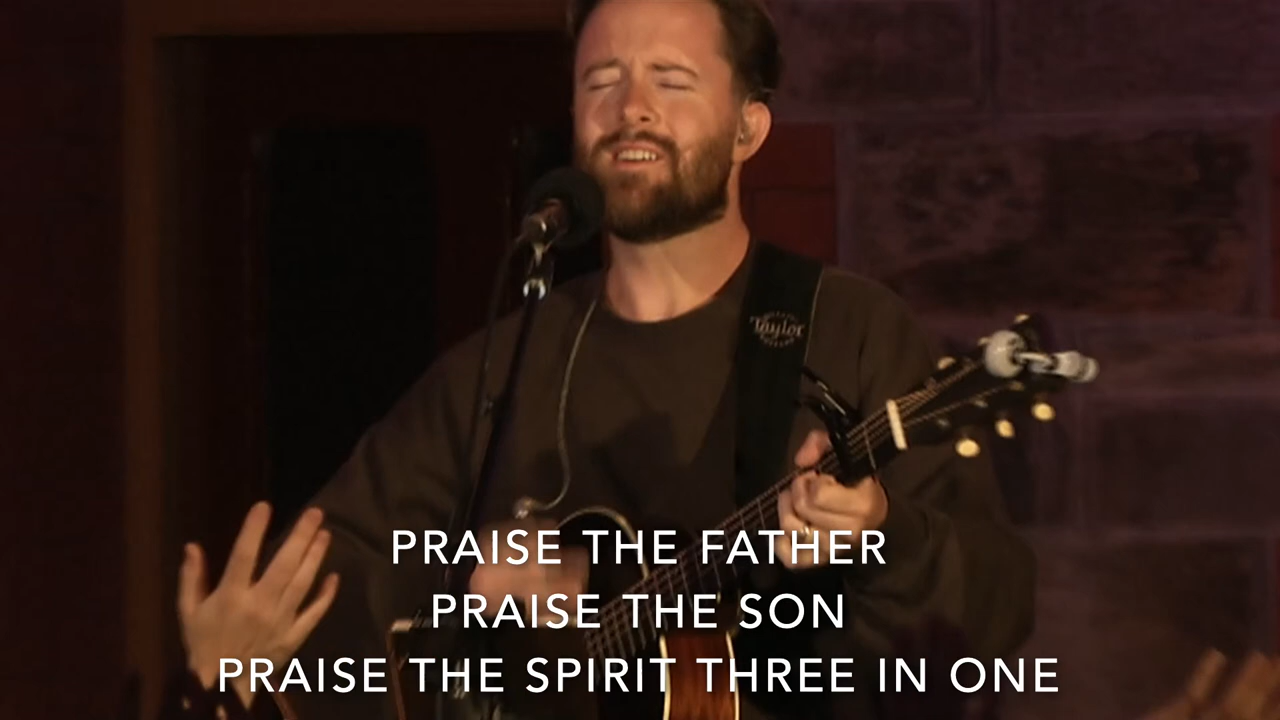 Taylor
PRAISE THE FATHER
PRAISE THE SON
PRAISE THE SPIRIT THREE IN ONE